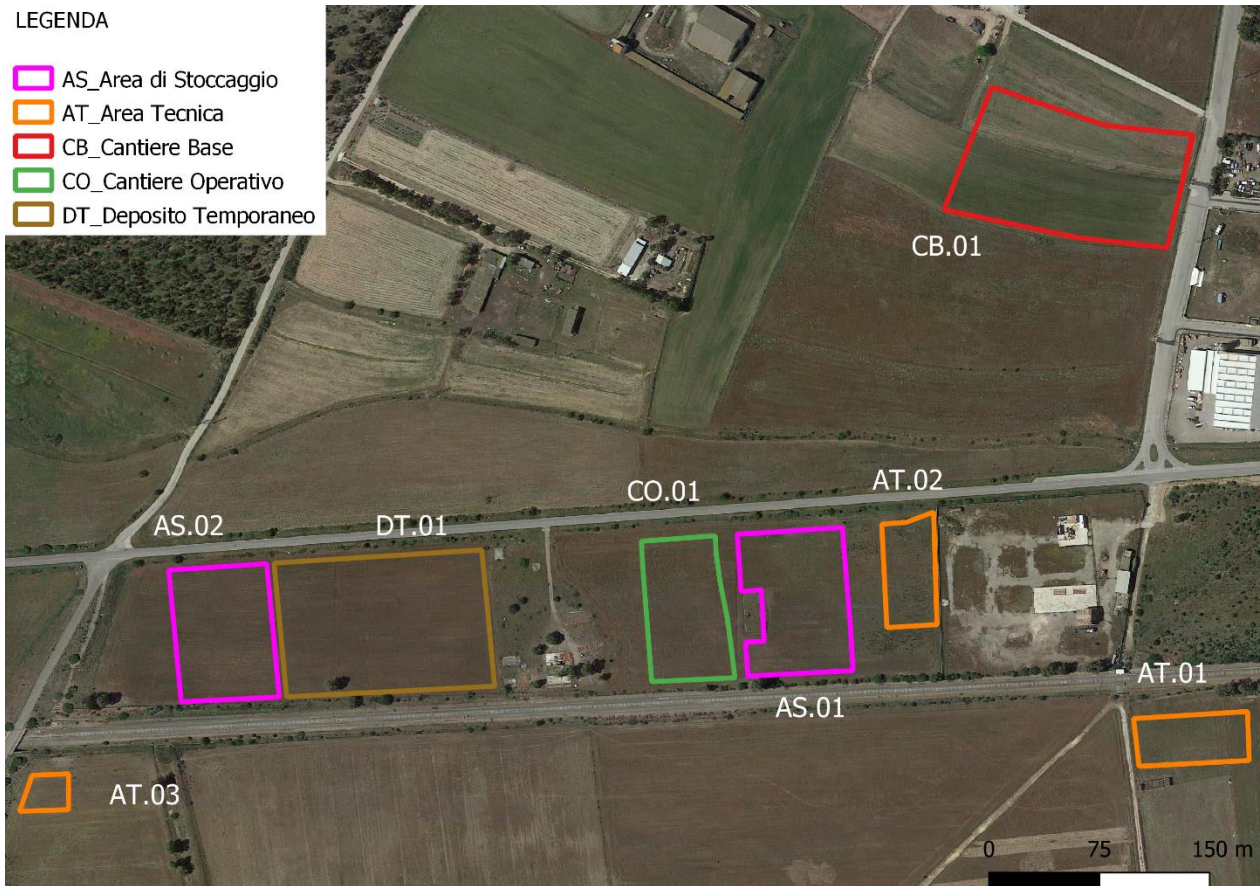 LEGENDA
AS_Area di Stoccaggio
AT_Area Tecnica
CB_Cantiere Base
CO_Cantiere Operativo
DT_Deposito Temporaneo
CB.01
CO.01
AT.02
AS.02
DT.01
AT.01
AS.01
AT.03
0 75 150 m